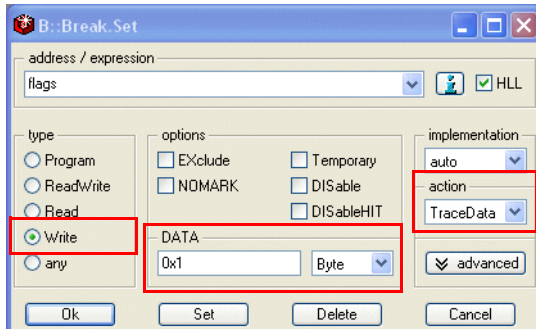 B::Break.Set
address / expression
flags
HLL
type
Program
ReadWrite
Read
Write
any
options
EXclude
Temporary
NOMARK
DISable
DISableHIT
DATA
0x1
Byte
implementation
auto
action
TraceData
advanced
Ok
Set
Delete
Cancel